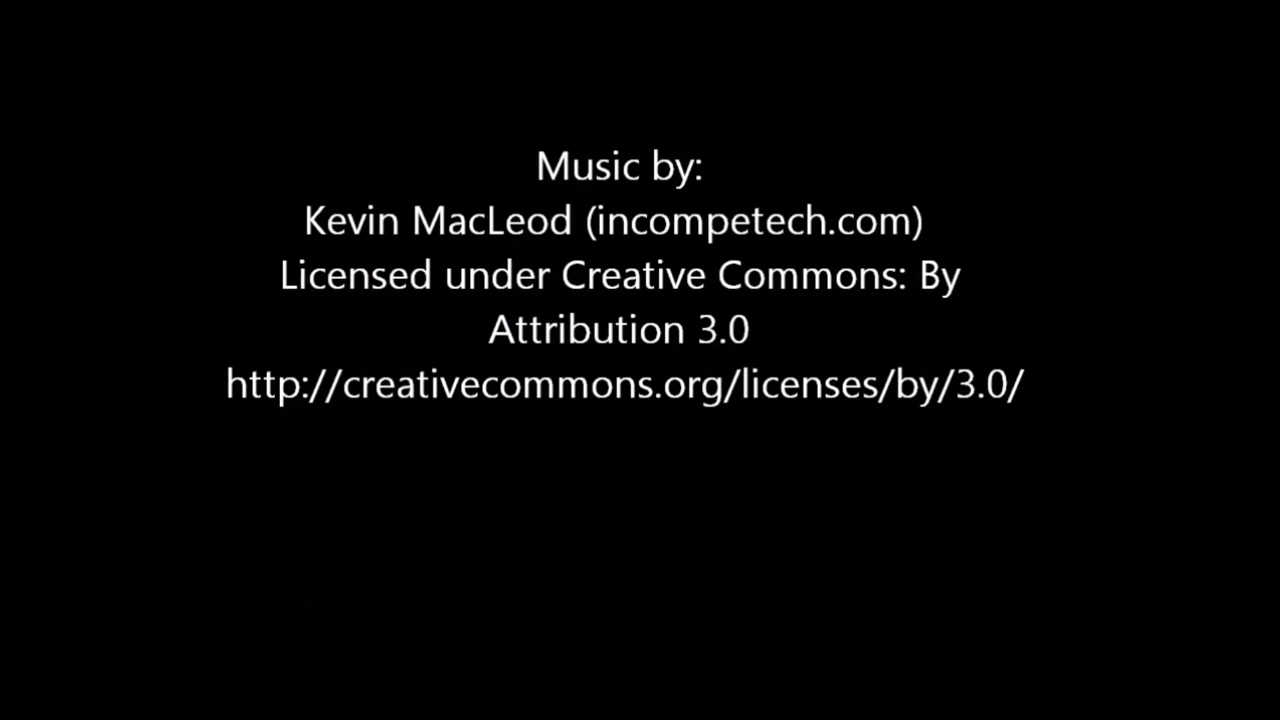 Music by:
Kevin MacLeod (incompetech.com)
Licensed under Creative Commons: By
Attribution 3.0
http://creativecommons.org/licenses/by/3.0/